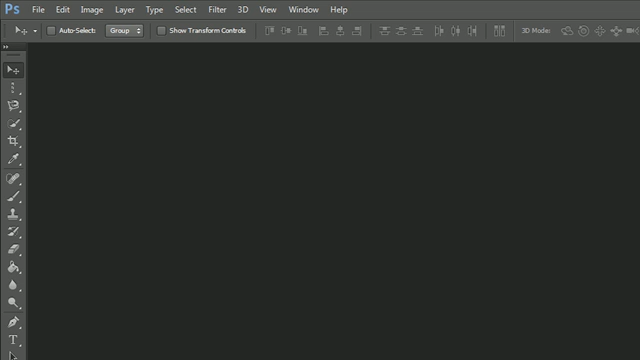 Ps File Edit Image Layer Type Select Filter 3D View Window Help
Auto-Select: Group Show Transform Controls 3D Mode:
T